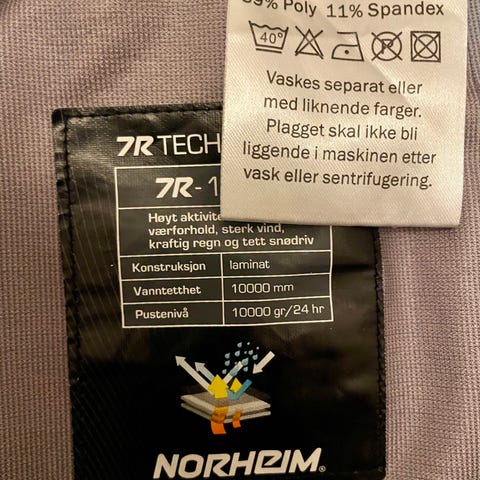 89% Poly 11% Spandex
40°
Vaskes separat eller
med liknende farger.
Plagget skal ikke bli
liggende i maskinen etter
vask eller sentrifugering.
7R TECH
7R-1
Høyt
værforhold, sterk vind,
kraftig regn og tett snødriv
Konstruksjon laminat
Vanntetthet 10000 mm
Pustenivå 10000 gr/24 hr
NORHEIM®